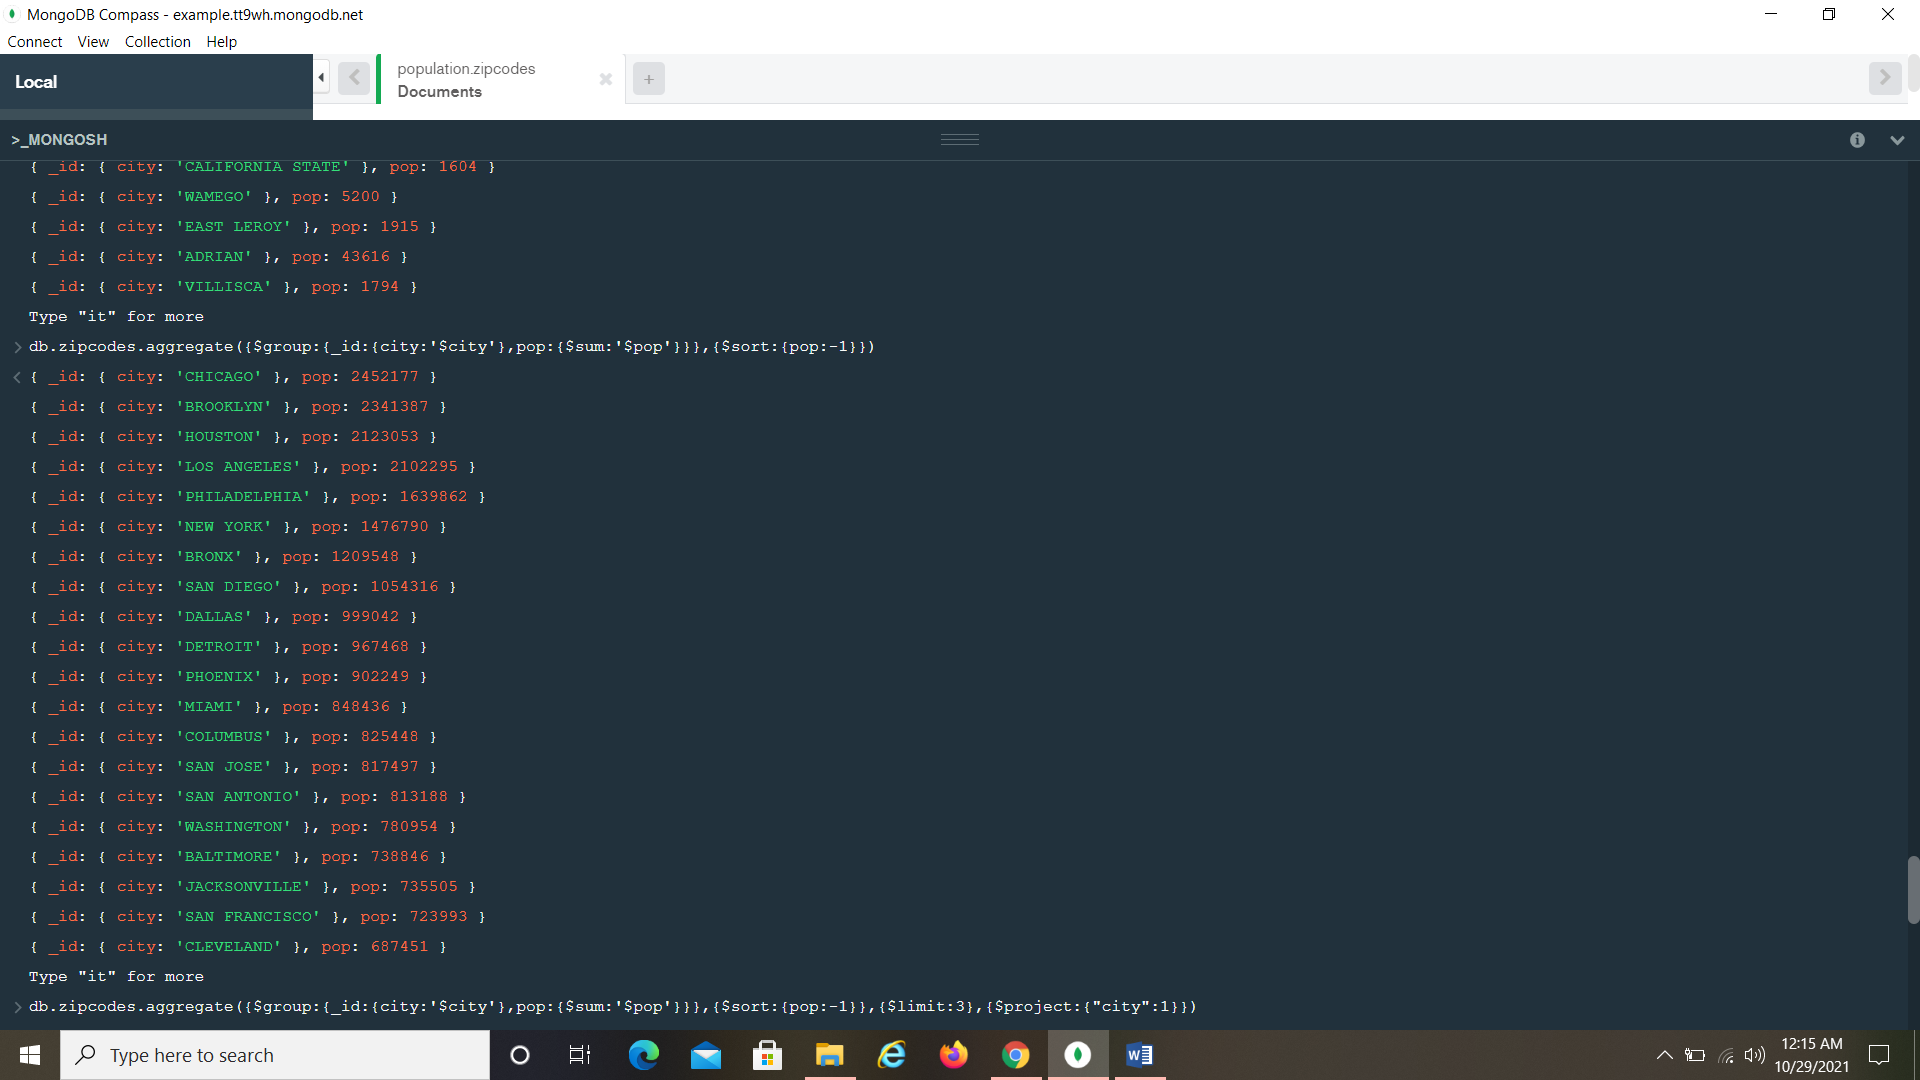 MongoDB Compass - example.tt9wh.mongodb.net
Connect View Collection Help
Local
population.zipcodes
Documents
>_MONGOSH
{ _id: { city: 'CALIFORNIA STATE' }, pop: 1604 }
{ _id: { city: 'WAMEGO' }, pop: 5200 }
{ _id: { city: 'EAST LEROY' }, pop: 1915 }
{ _id: { city: 'ADRIAN' }, pop: 43616 }
{ _id: { city: 'VILLISCA' }, pop: 1794 }
Type "it" for more
> db.zipcodes.aggregate({$group:{_id:{city:'$city'},pop:{$sum:'$pop'}}},{$sort:{pop:-1}})
< { _id: { city: 'CHICAGO' }, pop: 2452177 }
{ _id: { city: 'BROOKLYN' }, pop: 2341387 }
{ _id: { city: 'HOUSTON' }, pop: 2123053 }
{ _id: { city: 'LOS ANGELES' }, pop: 2102295 }
{ _id: { city: 'PHILADELPHIA' }, pop: 1639862 }
{ _id: { city: 'NEW YORK' }, pop: 1476790 }
{ _id: { city: 'BRONX' }, pop: 1209548 }
{ _id: { city: 'SAN DIEGO' }, pop: 1054316 }
{ _id: { city: 'DALLAS' }, pop: 999042 }
{ _id: { city: 'DETROIT' }, pop: 967468 }
{ _id: { city: 'PHOENIX' }, pop: 902249 }
{ _id: { city: 'MIAMI' }, pop: 848436 }
{ _id: { city: 'COLUMBUS' }, pop: 825448 }
{ _id: { city: 'SAN JOSE' }, pop: 817497 }
{ _id: { city: 'SAN ANTONIO' }, pop: 813188 }
{ _id: { city: 'WASHINGTON' }, pop: 780954 }
{ _id: { city: 'BALTIMORE' }, pop: 738846 }
{ _id: { city: 'JACKSONVILLE' }, pop: 735505 }
{ _id: { city: 'SAN FRANCISCO' }, pop: 723993 }
{ _id: { city: 'CLEVELAND' }, pop: 687451 }
Type "it" for more
> db.zipcodes.aggregate({$group:{_id:{city:'$city'},pop:{$sum:'$pop'}}},{$sort:{pop:-1}},{$limit:3},{$project:{"city":1}})
Type here to search
12:15 AM
10/29/2021